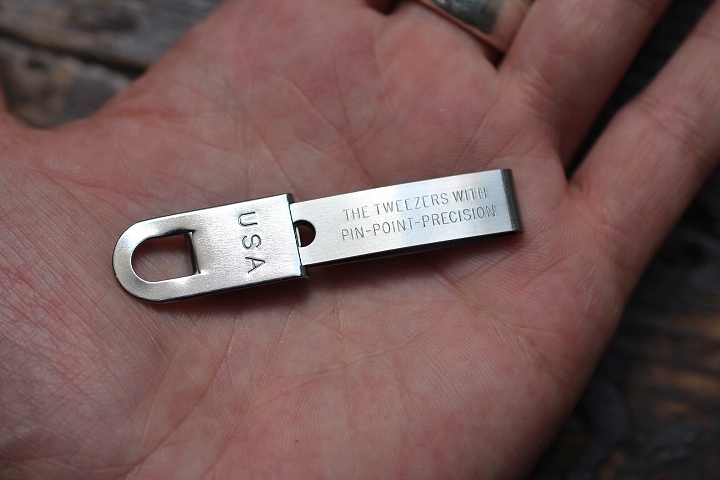 USA
THE TWEEZERS WITH
PIN-POINT-PRECISION